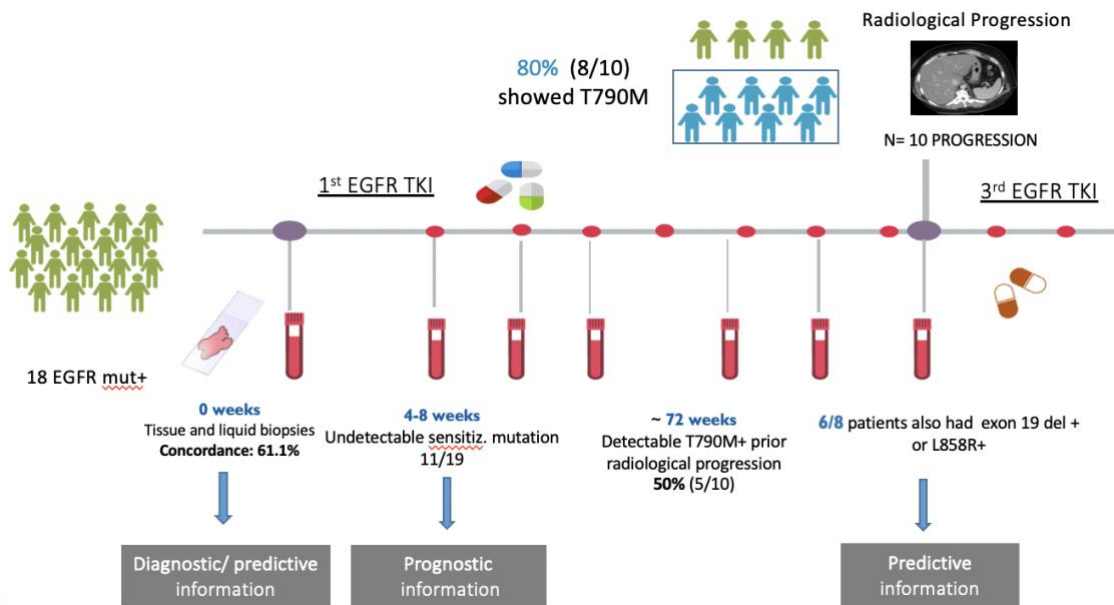 Radiological Progression
80% (8/10)
showed T790M
N= 10 PROGRESSION
1st EGFR TKI
3rd EGFR TKI
18 EGFR mut+
0 weeks
Tissue and liquid biopsies
Concordance: 61.1%
4-8 weeks
Undetectable sensitiz. mutation
11/19
~ 72 weeks
Detectable T790M+ prior
radiological progression
50% (5/10)
6/8 patients also had exon 19 del +
or L858R+
Diagnostic/ predictive
information
Prognostic
information
Predictive
information